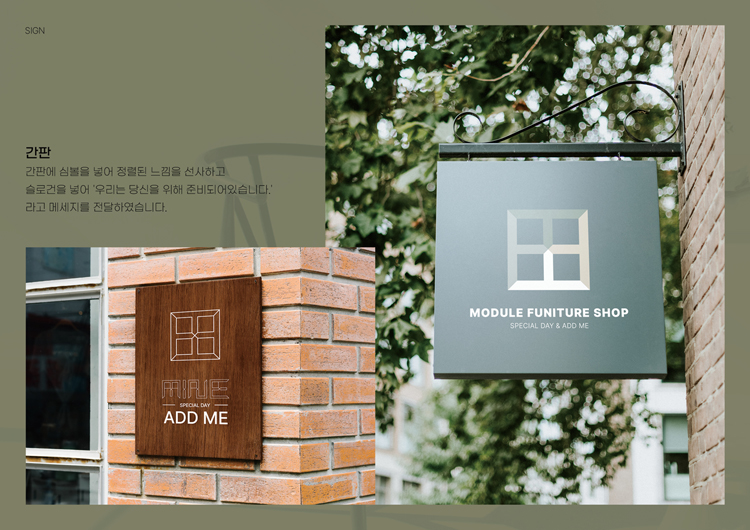 SIGN
간판
간판에 심볼을 넣어 정렬된 느낌을 선사하고
슬로건을 넣어 '우리는 당신을 위해 준비되어있습니다.'
라고 메세지를 전달하였습니다.
MODULE FUNITURE SHOP
SPECIAL DAY & ADD ME
MINE
SPECIAL DAY
ADD ME